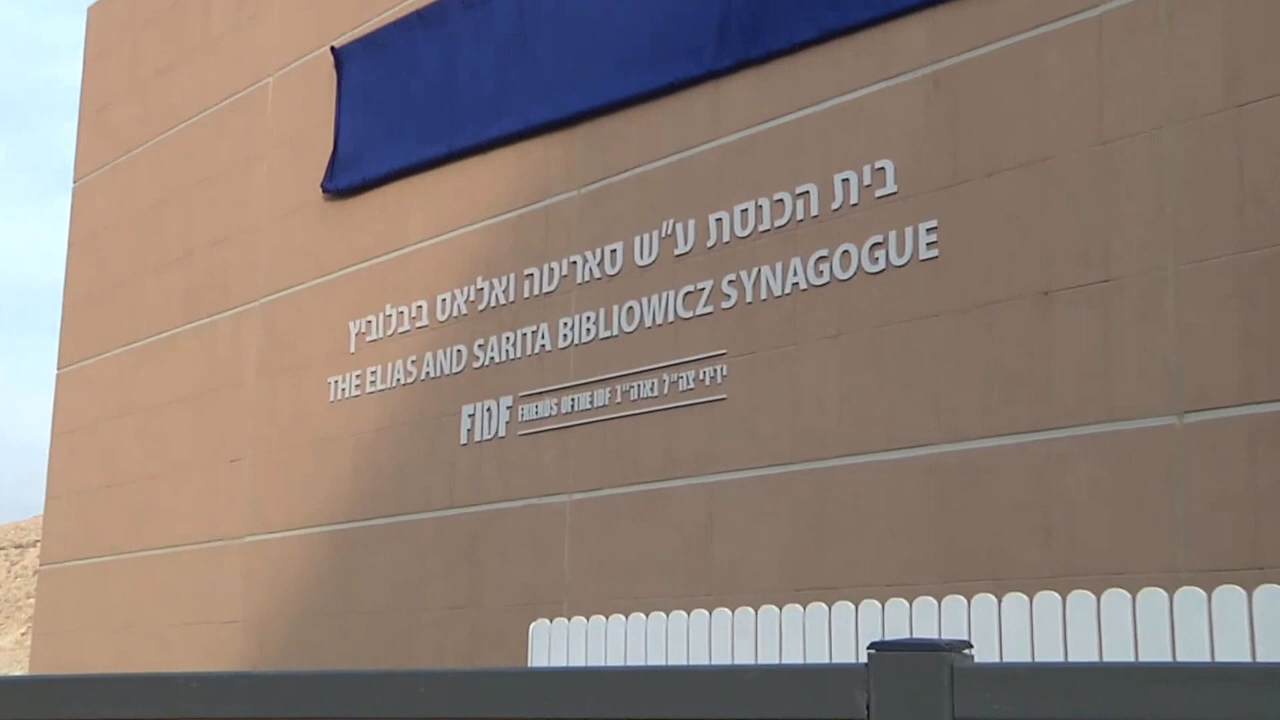 בית הכנסת ע"ש סאריטה ואליאס ביבלוביץ
THE ELIAS AND SARITA BIBLIOWICZ SYNAGOGUE
FIDF FRIENDS OF THE IDF ידידי צה"ל בארה"ב